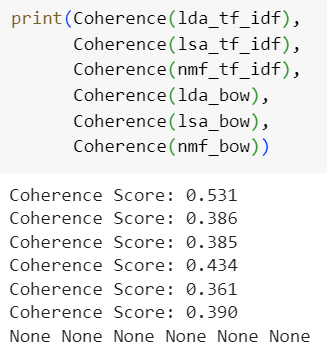 print(Coherence(lda_tf_idf),
      Coherence(lsa_tf_idf),
      Coherence(nmf_tf_idf),
      Coherence(lda_bow),
      Coherence(lsa_bow),
      Coherence(nmf_bow))
Coherence Score: 0.531
Coherence Score: 0.386
Coherence Score: 0.385
Coherence Score: 0.434
Coherence Score: 0.361
Coherence Score: 0.390
None None None None None None